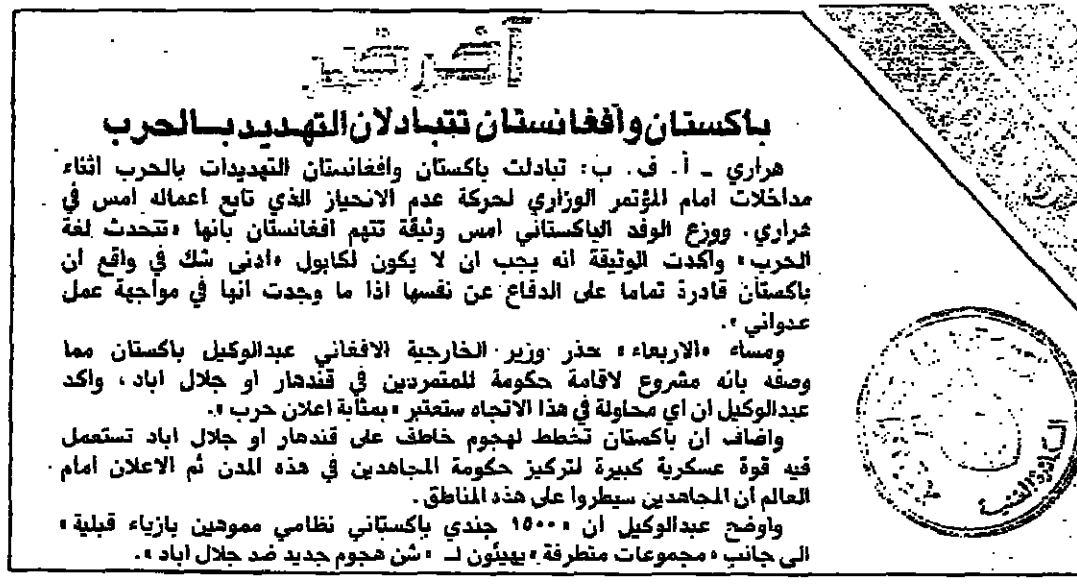 آخر خبر
باكستان وأفغانستان تتبادلان التهديد بالحرب
هراري ـ أ. ف. ب: تبادلت باكستان وافغانستان التهديدات بالحرب اثناء
مداخلات امام المؤتمر الوزاري لحركة عدم الانحياز الذي تابع اعماله امس في
هراري. ووزع الوفد الباكستاني امس وثيقة تتهم افغانستان بانها «تتحدث لغة
الحرب» واكدت الوثيقة انه يجب ان لا يكون لكابول «ادنى شك في واقع ان
باكستان قادرة تماما على الدفاع عن نفسها اذا ما وجدت انها في مواجهة عمل
عدواني».
ومساء «الاربعاء» حذر وزير الخارجية الافغاني عبدالوكيل باكستان مما
وصفه بانه مشروع لاقامة حكومة للمتمردين في قندهار او جلال اباد، واكد
عبدالوكيل ان اي محاولة في هذا الاتجاه ستعتبر «بمثابة اعلان حرب».
واضاف ان باكستان تخطط لهجوم خاطف على قندهار او جلال اباد تستعمل
فيه قوة عسكرية كبيرة لتركيز حكومة المجاهدين في هذه المدن ثم الاعلان امام
العالم أن المجاهدين سيطروا على هذه المناطق.
واوضح عبدالوكيل ان «١٥٠٠ جندي باكستاني نظامي مموهين بازياء قبلية»
الى جانب «مجموعات متطرفة» يهيئون لـ «شن هجوم جديد ضد جلال اباد».